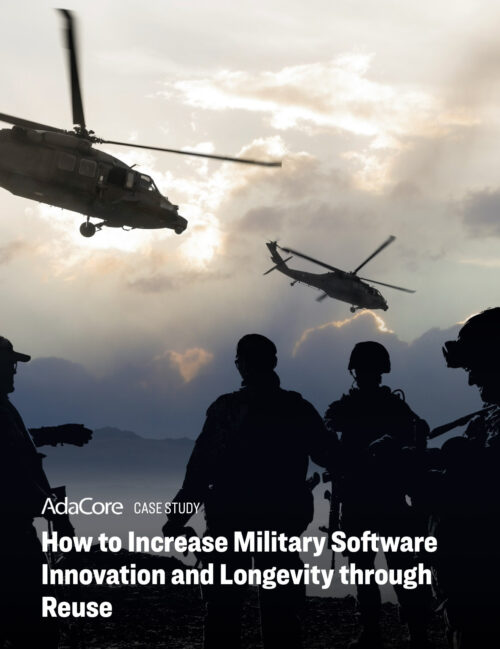 AdaCore CASE STUDY
How to Increase Military Software
Innovation and Longevity through
Reuse